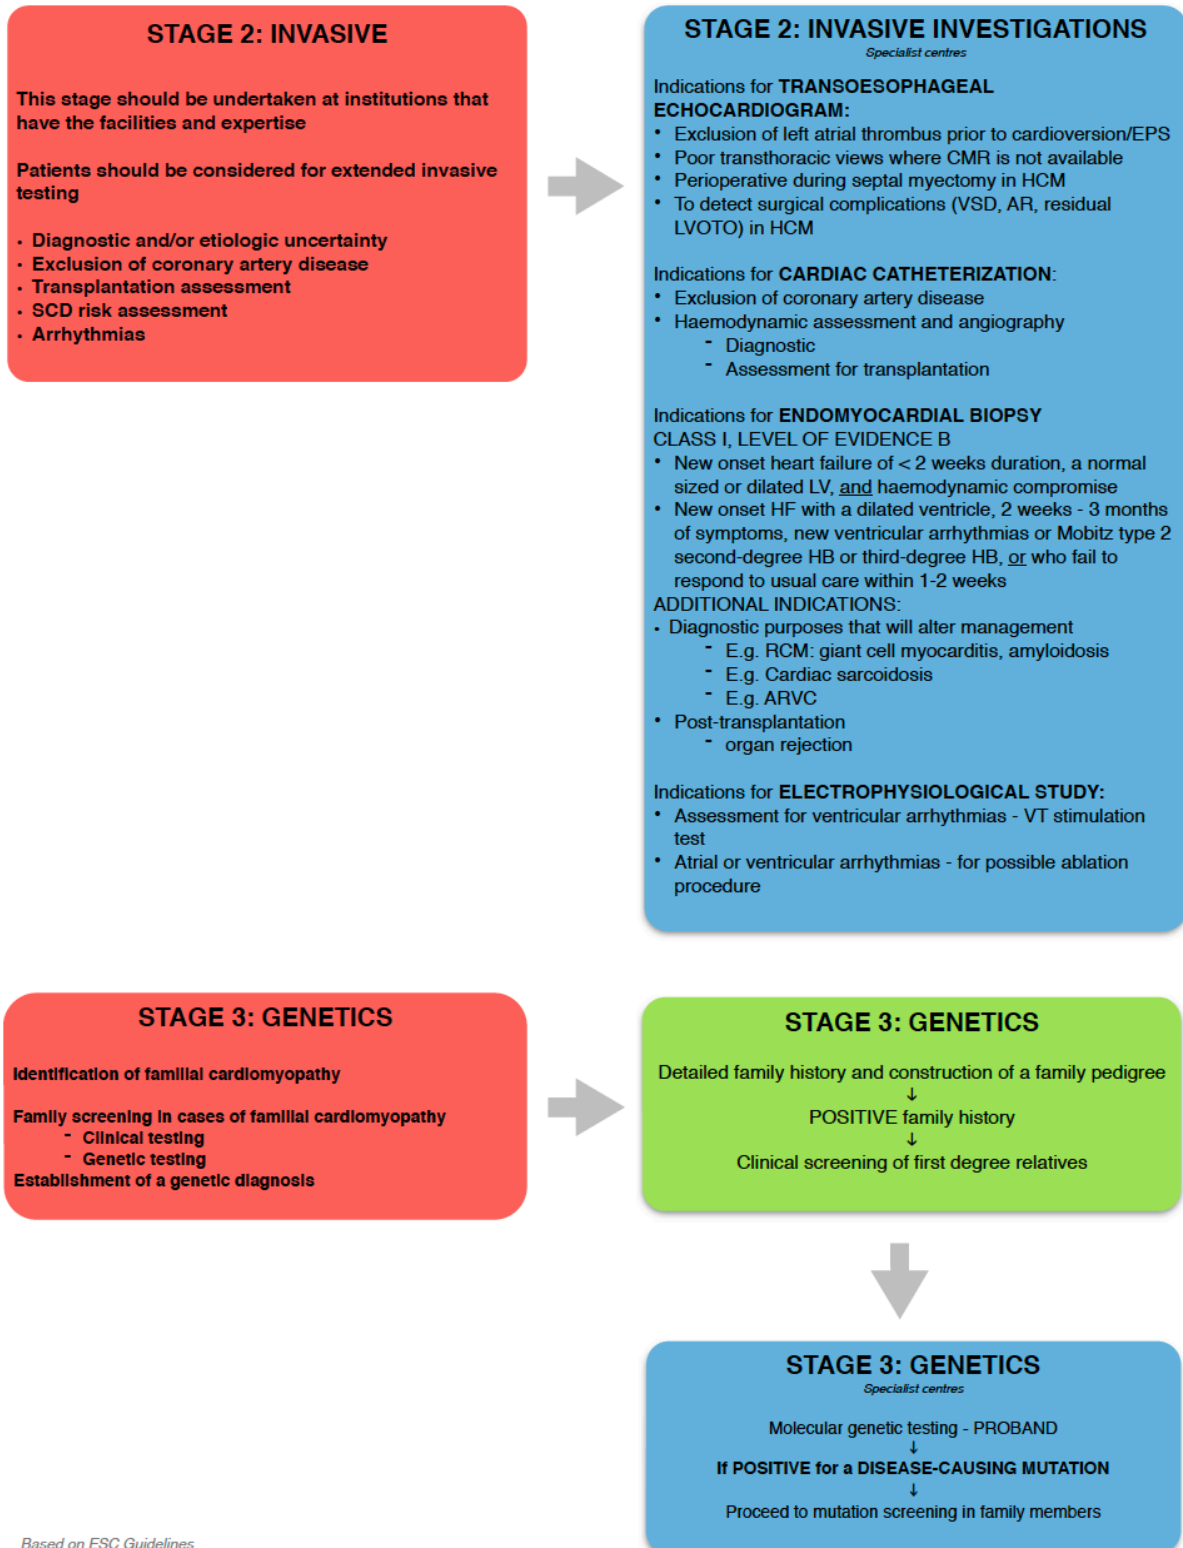 STAGE 2: INVASIVE
This stage should be undertaken at institutions that
have the facilities and expertise
Patients should be considered for extended invasive
testing
• Diagnostic and/or etiologic uncertainty
• Exclusion of coronary artery disease
• Transplantation assessment
• SCD risk assessment
• Arrhythmias
STAGE 2: INVASIVE INVESTIGATIONS
Specialist centres
Indications for TRANSOESOPHAGEAL
ECHOCARDIOGRAM:
• Exclusion of left atrial thrombus prior to cardioversion/EPS
• Poor transthoracic views where CMR is not available
• Perioperative during septal myectomy in HCM
• To detect surgical complications (VSD, AR, residual
LVOTO) in HCM
Indications for CARDIAC CATHETERIZATION:
• Exclusion of coronary artery disease
• Haemodynamic assessment and angiography
- Diagnostic
- Assessment for transplantation
Indications for ENDOMYOCARDIAL BIOPSY
CLASS I, LEVEL OF EVIDENCE B
• New onset heart failure of < 2 weeks duration, a normal
sized or dilated LV, and haemodynamic compromise
• New onset HF with a dilated ventricle, 2 weeks - 3 months
of symptoms, new ventricular arrhythmias or Mobitz type 2
second-degree HB or third-degree HB, or who fail to
respond to usual care within 1-2 weeks
ADDITIONAL INDICATIONS:
• Diagnostic purposes that will alter management
- E.g. RCM: giant cell myocarditis, amyloidosis
- E.g. Cardiac sarcoidosis
- E.g. ARVC
• Post-transplantation
- organ rejection
Indications for ELECTROPHYSIOLOGICAL STUDY:
• Assessment for ventricular arrhythmias - VT stimulation
test
• Atrial or ventricular arrhythmias - for possible ablation
procedure
STAGE 3: GENETICS
Identification of familial cardiomyopathy
Family screening in cases of familial cardiomyopathy
- Clinical testing
- Genetic testing
Establishment of a genetic diagnosis
STAGE 3: GENETICS
Detailed family history and construction of a family pedigree
↓
POSITIVE family history
↓
Clinical screening of first degree relatives
STAGE 3: GENETICS
Specialist centres
Molecular genetic testing - PROBAND
↓
If POSITIVE for a DISEASE-CAUSING MUTATION
↓
Proceed to mutation screening in family members
Based on ESC Guidelines